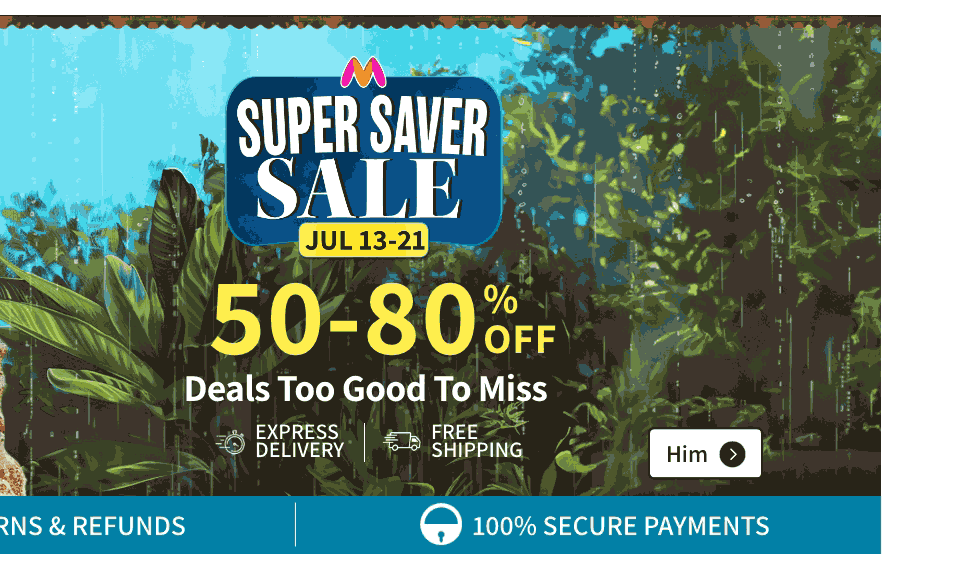 SUPER SAVER
SALE
JUL 13-21
50-80% OFF
Deals Too Good To Miss
EXPRESS DELIVERY
FREE SHIPPING
Him
RNS & REFUNDS
100% SECURE PAYMENTS